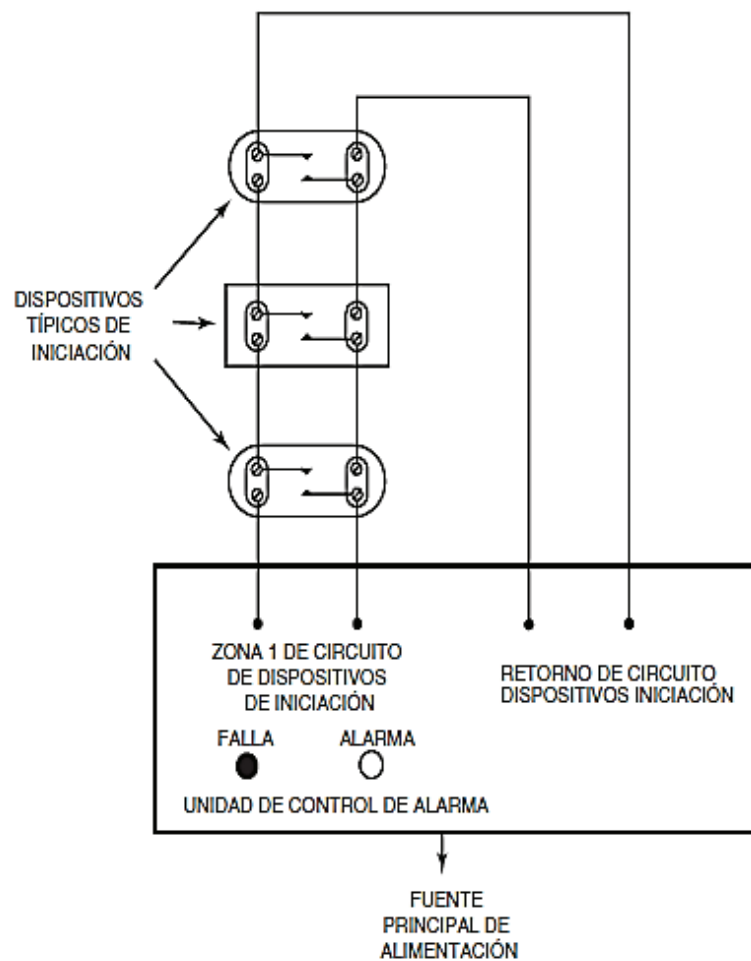 DISPOSITIVOS
TÍPICOS DE
INICIACIÓN
ZONA 1 DE CIRCUITO
DE DISPOSITIVOS
DE INICIACIÓN
RETORNO DE CIRCUITO
DISPOSITIVOS INICIACIÓN
FALLA
ALARMA
UNIDAD DE CONTROL DE ALARMA
FUENTE
PRINCIPAL DE
ALIMENTACIÓN